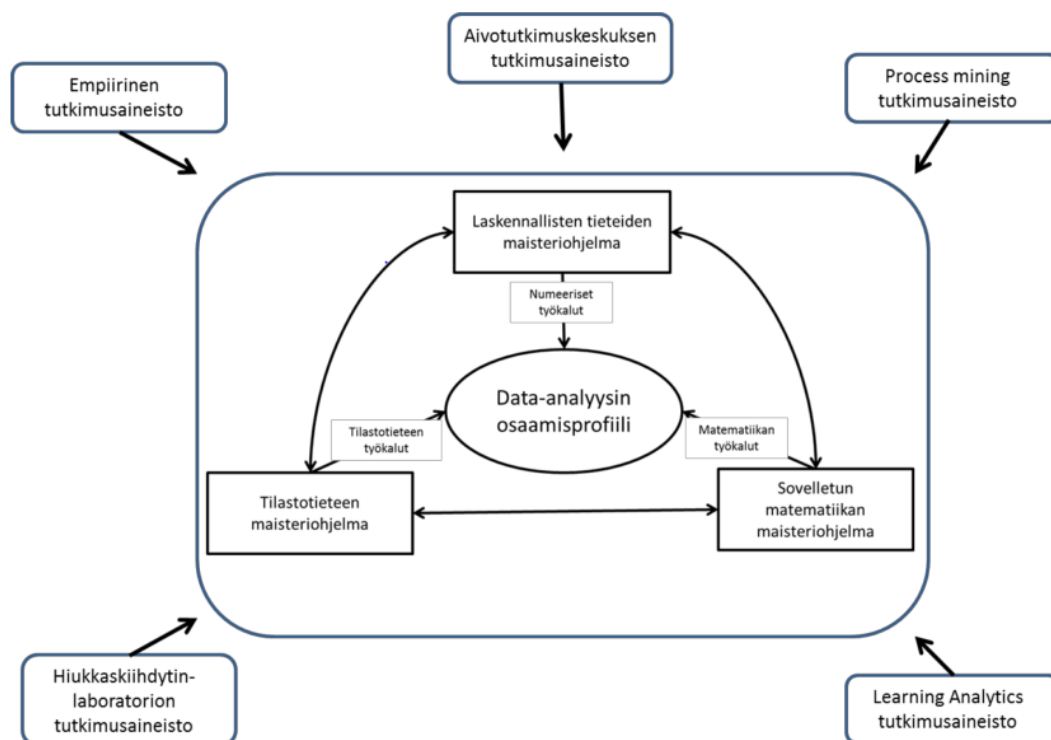 Aivotutkimuskeskuksen
tutkimusaineisto
Empiirinen
tutkimusaineisto
Process mining
tutkimusaineisto
Laskennallisten tieteiden
maisteriohjelma
Numeeriset
työkalut
Data-analyysin
osaamisprofiili
Tilastotieteen
työkalut
Matematiikan
työkalut
Tilastotieteen
maisteriohjelma
Sovelletun
matematiikan
maisteriohjelma
Hiukkaskiihdytin-
laboratorion
tutkimusaineisto
Learning Analytics
tutkimusaineisto